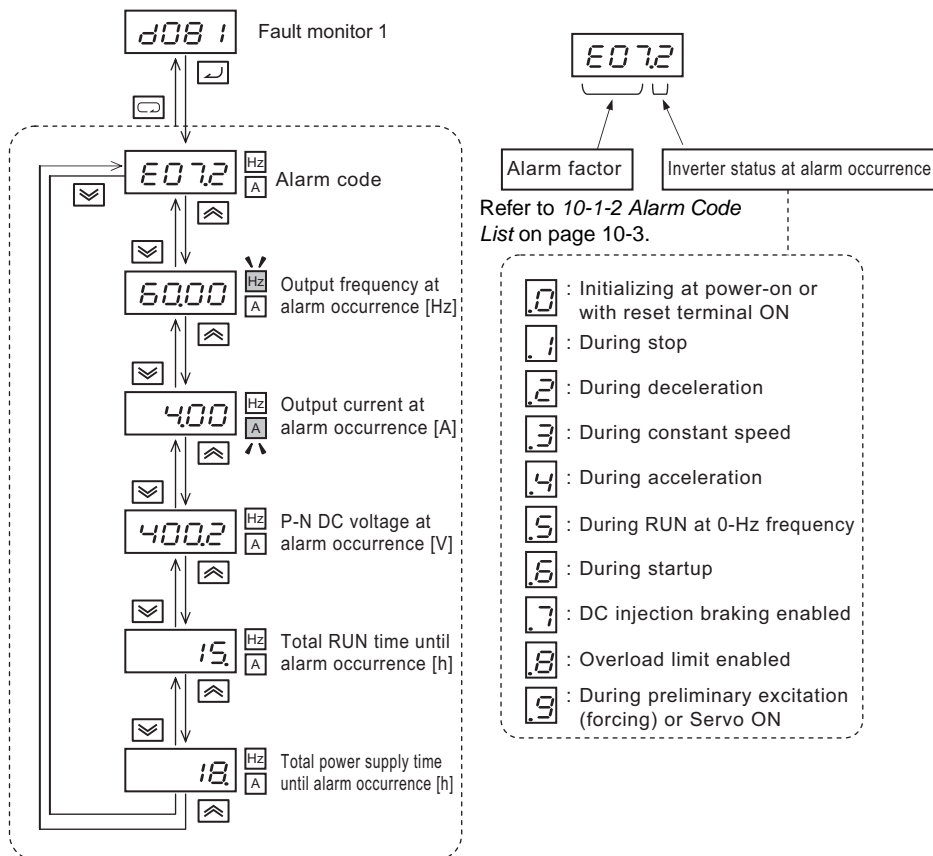 d081
Fault monitor 1
E07.2
Hz
A
Alarm code
60.00
Hz
A
Output frequency at
alarm occurrence [Hz]
4.00
Hz
A
Output current at
alarm occurrence [A]
400.2
Hz
A
P-N DC voltage at
alarm occurrence [V]
15.
Hz
A
Total RUN time until
alarm occurrence [h]
18.
Hz
A
Total power supply time
until alarm occurrence [h]
E07.2
Alarm factor
Inverter status at alarm occurrence
Refer to 10-1-2 Alarm Code
List on page 10-3.
.0 : Initializing at power-on or
with reset terminal ON
.1 : During stop
.2 : During deceleration
.3 : During constant speed
.4 : During acceleration
.5 : During RUN at 0-Hz frequency
.6 : During startup
.7 : DC injection braking enabled
.8 : Overload limit enabled
.9 : During preliminary excitation
(forcing) or Servo ON